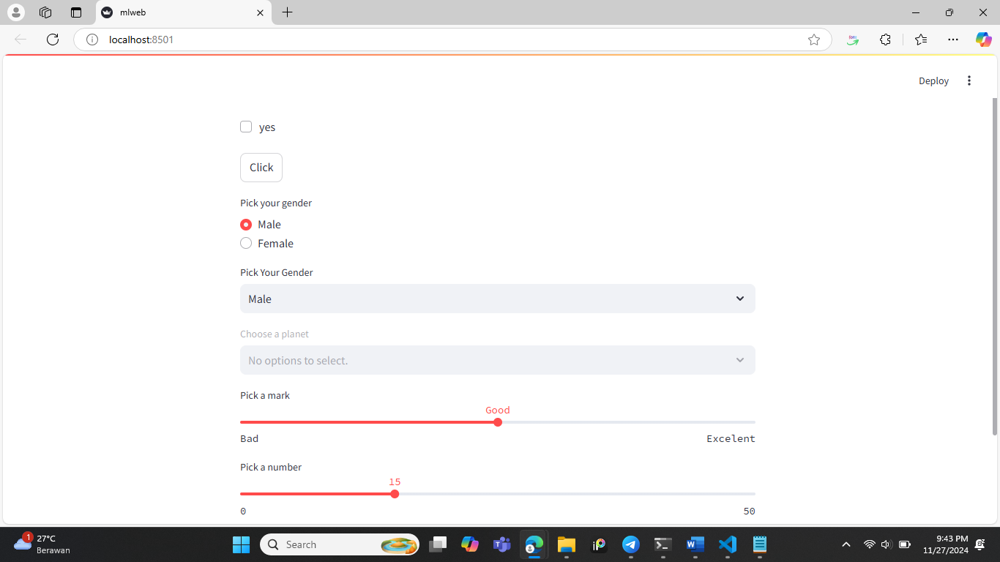 mlweb
localhost:8501
Deploy
yes
Click
Pick your gender
Male
Female
Pick Your Gender
Male
Choose a planet
No options to select.
Pick a mark
Good
Bad Excelent
Pick a number
15
0 50
1
27°C
Berawan
Search
9:43 PM
11/27/2024